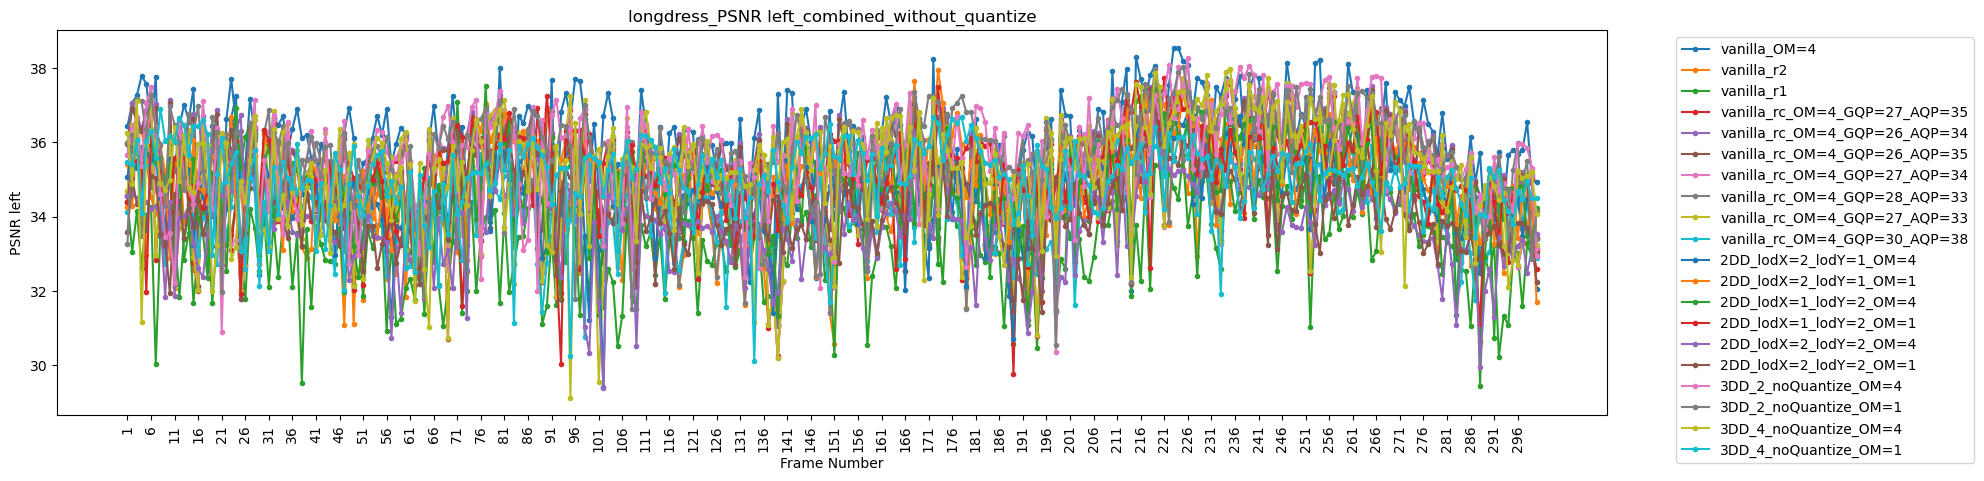 longdress_PSNR left_combined_without_quantize
PSNR left
38
36
34
32
30
1 6 11 16 21 26 31 36 41 46 51 56 61 66 71 76 81 86 91 96 101 106 111 116 121 126 131 136 141 146 151 156 161 166 171 176 181 186 191 196 201 206 211 216 221 226 231 236 241 246 251 256 261 266 271 276 281 286 291 296
Frame Number
vanilla_OM=4
vanilla_r2
vanilla_r1
vanilla_rc_OM=4_GQP=27_AQP=35
vanilla_rc_OM=4_GQP=26_AQP=34
vanilla_rc_OM=4_GQP=26_AQP=35
vanilla_rc_OM=4_GQP=27_AQP=34
vanilla_rc_OM=4_GQP=28_AQP=33
vanilla_rc_OM=4_GQP=27_AQP=33
vanilla_rc_OM=4_GQP=30_AQP=38
2DD_lodX=2_lodY=1_OM=4
2DD_lodX=2_lodY=1_OM=1
2DD_lodX=1_lodY=2_OM=4
2DD_lodX=1_lodY=2_OM=1
2DD_lodX=2_lodY=2_OM=4
2DD_lodX=2_lodY=2_OM=1
3DD_2_noQuantize_OM=4
3DD_2_noQuantize_OM=1
3DD_4_noQuantize_OM=4
3DD_4_noQuantize_OM=1